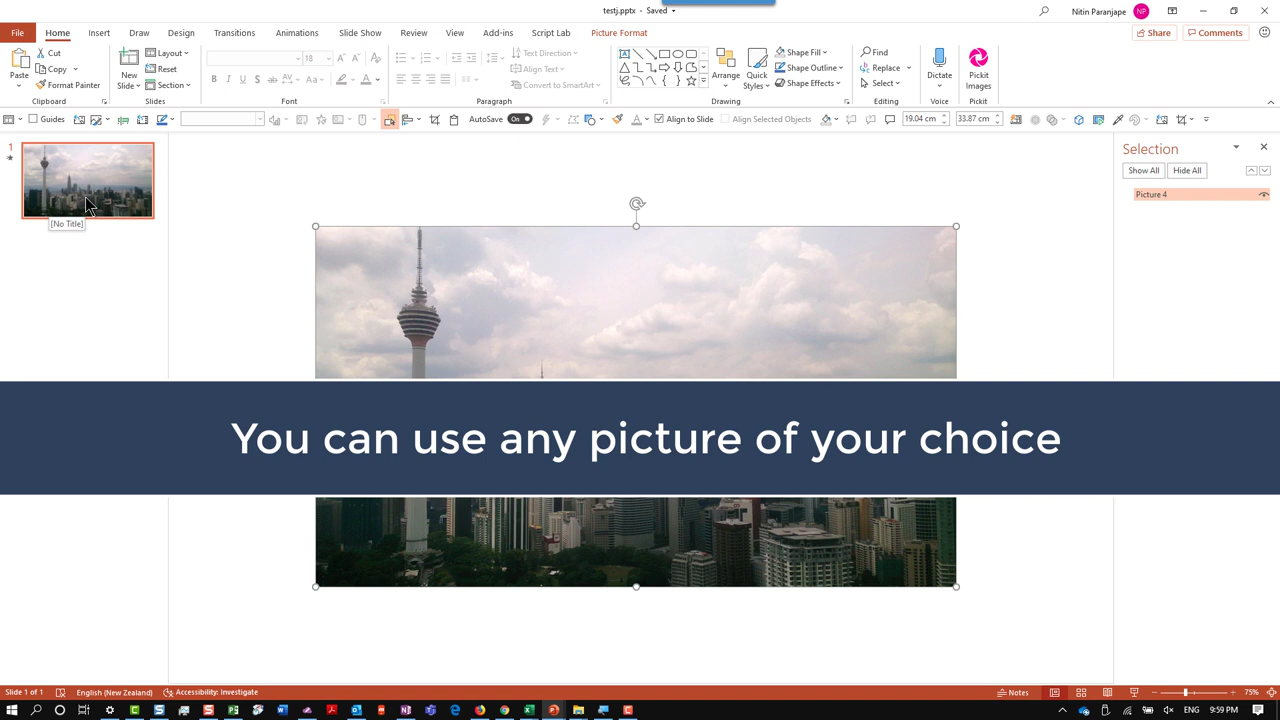 testj.pptx - Saved
Nitin Paranjape
NP
File
Home
Insert
Draw
Design
Transitions
Animations
Slide Show
Review
View
Add-ins
Script Lab
Picture Format
Share
Comments
Paste
Cut
Copy
Format Painter
Clipboard
New Slide
Layout
Reset
Section
Slides
18
B I U S ab AV Aa
A
Font
Text Direction
Align Text
Convert to SmartArt
Paragraph
Arrange
Quick Styles
Shape Fill
Shape Outline
Shape Effects
Drawing
Find
Replace
Select
Editing
Dictate
Voice
Pickit Images
Pickit
Guides
AutoSave On
Align to Slide
Align Selected Objects
19.04 cm
33.87 cm
1
[No Title]
Selection
Show All
Hide All
Picture 4
You can use any picture of your choice
Slide 1 of 1
English (New Zealand)
Accessibility: Investigate
Notes
75%
ENG
9:59 PM